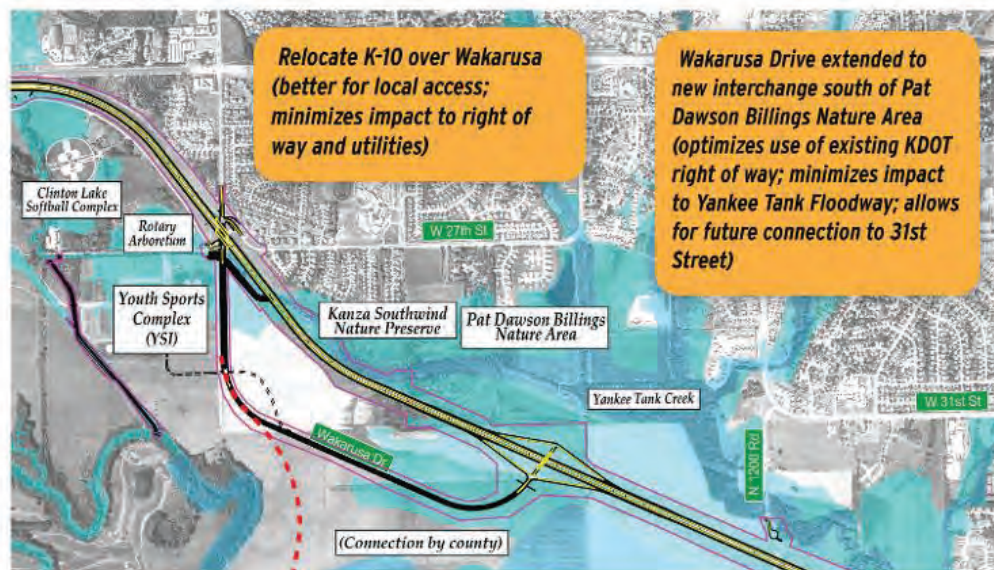 Relocate K-10 over Wakarusa
(better for local access;
minimizes impact to right of
way and utilities)
Wakarusa Drive extended to
new interchange south of Pat
Dawson Billings Nature Area
(optimizes use of existing KDOT
right of way; minimizes impact
to Yankee Tank Floodway; allows
for future connection to 31st
Street)
Clinton Lake
Softball Complex
Rotary
Arboretum
W 27th St
Youth Sports
Complex
(YSI)
Kanza Southwind
Nature Preserve
Pat Dawson Billings
Nature Area
Yankee Tank Creek
W 31st St
Wakarusa Dr
N 1200 Rd
(Connection by county)